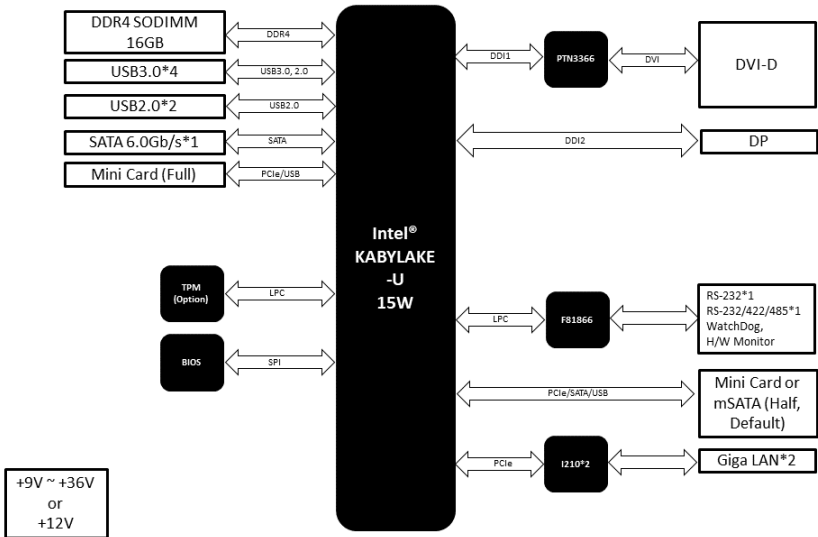 DDR4 SODIMM
16GB
DDR4
USB3.0*4
USB3.0, 2.0
USB2.0*2
USB2.0
SATA 6.0Gb/s*1
SATA
Mini Card (Full)
PCIe/USB
TPM
(Option)
LPC
BIOS
SPI
+9V ~ +36V
or
+12V
Intel®
KABYLAKE
-U
15W
DDI1
PTN3366
DVI
DVI-D
DDI2
DP
LPC
F81866
RS-232*1
RS-232/422/485*1
WatchDog,
H/W Monitor
PCIe/SATA/USB
Mini Card or
mSATA (Half,
Default)
PCIe
I210*2
Giga LAN*2